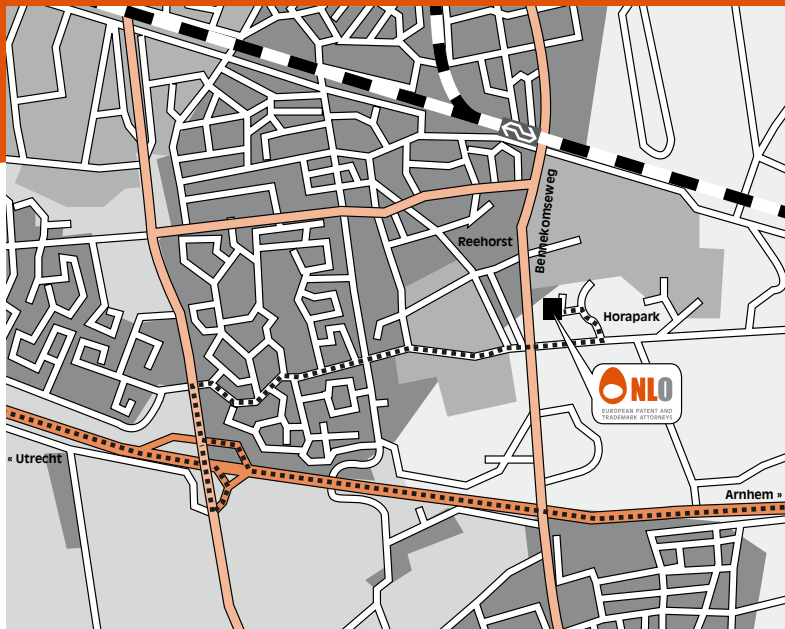 Bennekomseweg
Reehorst
Horapark
NLO
EUROPEAN PATENT AND
TRADEMARK ATTORNEYS
« Utrecht
Arnhem »